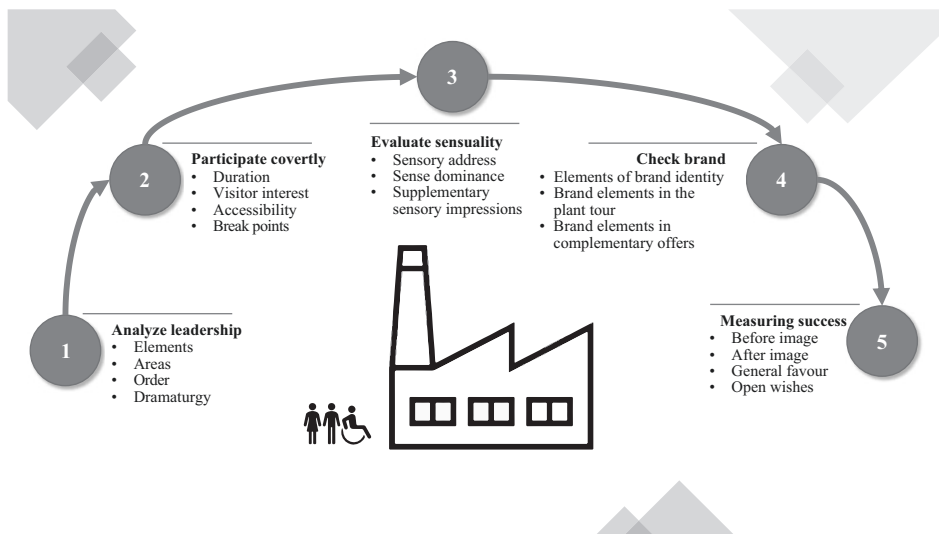 1
Analyze leadership
• Elements
• Areas
• Order
• Dramaturgy
2
Participate covertly
• Duration
• Visitor interest
• Accessibility
• Break points
3
Evaluate sensuality
• Sensory address
• Sense dominance
• Supplementary
sensory impressions
4
Check brand
• Elements of brand identity
• Brand elements in the
plant tour
• Brand elements in
complementary offers
5
Measuring success
• Before image
• After image
• General favour
• Open wishes